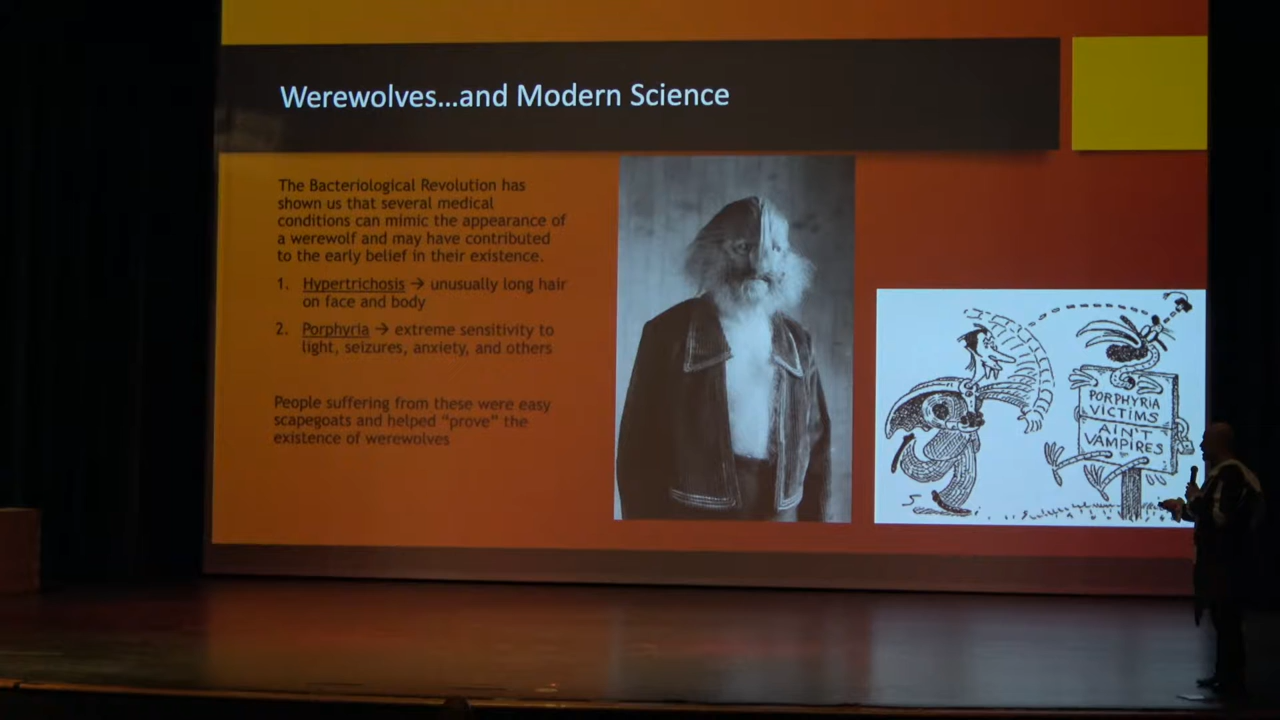 Werewolves...and Modern Science
The Bacteriological Revolution has
shown us that several medical
conditions can mimic the appearance of
a werewolf and may have contributed
to the early belief in their existence.
1. Hypertrichosis → unusually long hair
on face and body
2. Porphyria → extreme sensitivity to
light, seizures, anxiety, and others
People suffering from these were easy
scapegoats and helped “prove” the
existence of werewolves
PORPHYRIA
VICTIMS
AIN'T
VAMPIRES